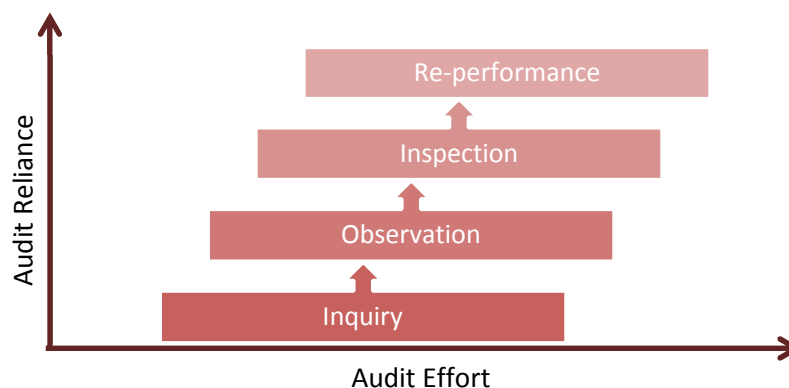 Audit Reliance
Re-performance
Inspection
Observation
Inquiry
Audit Effort